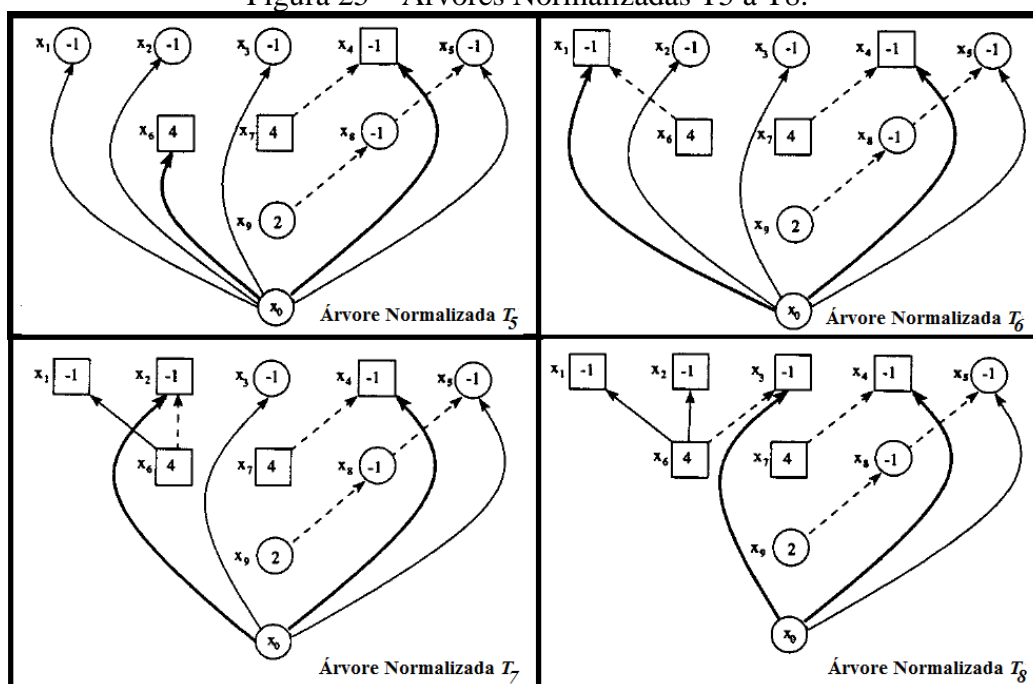 Figura 23 – Árvores Normalizadas T5 a T8.
x1 -1 x2 -1 x3 -1 x4 -1 x5 -1
x6 4 x7 4 x8 -1
x9 2
x0 Árvore Normalizada T5
x1 -1 x2 -1 x3 -1 x4 -1 x5 -1
x6 4 x7 4 x8 -1
x9 2
x0 Árvore Normalizada T6
x1 -1 x2 -1 x3 -1 x4 -1 x5 -1
x6 4 x7 4 x8 -1
x9 2
x0 Árvore Normalizada T7
x1 -1 x2 -1 x3 -1 x4 -1 x5 -1
x6 4 x7 4 x8 -1
x9 2
x0 Árvore Normalizada T8